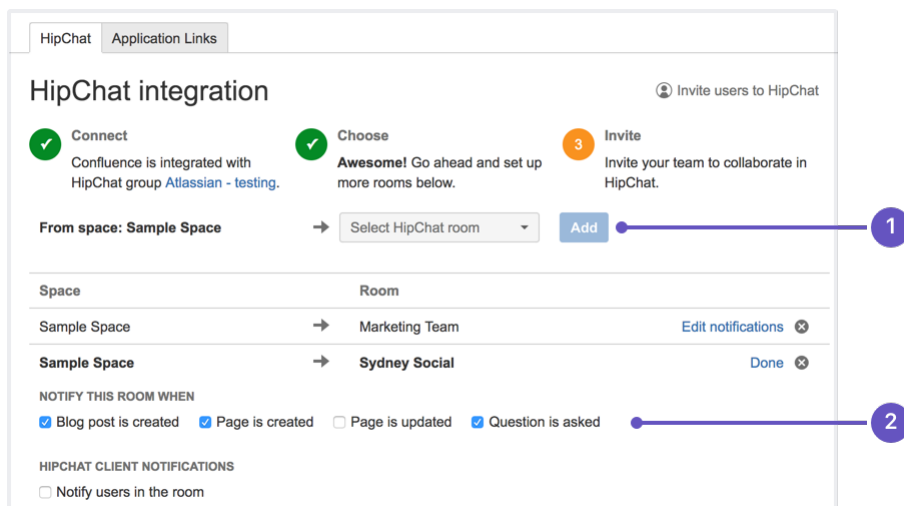 HipChat Application Links
HipChat integration
Invite users to HipChat
Connect
Confluence is integrated with
HipChat group Atlassian - testing.
Choose
Awesome! Go ahead and set up
more rooms below.
3
Invite
Invite your team to collaborate in
HipChat.
From space: Sample Space
Select HipChat room
Add
1
Space Room
Sample Space Marketing Team Edit notifications
Sample Space Sydney Social Done
NOTIFY THIS ROOM WHEN
Blog post is created Page is created Page is updated Question is asked
2
HIPCHAT CLIENT NOTIFICATIONS
Notify users in the room